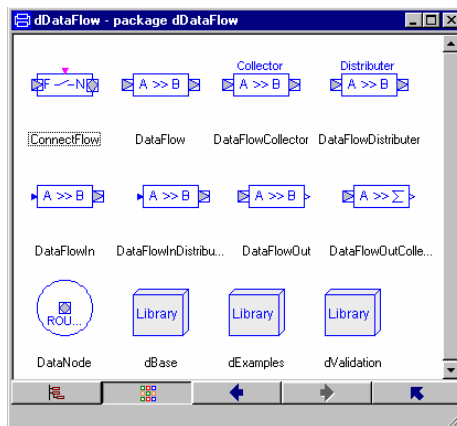 dDataFlow - package dDataFlow
Collector Distributer
F N A >> B A >> B A >> B
ConnectFlow DataFlow DataFlowCollector DataFlowDistributer
A >> B A >> B A >> B A >> Σ
DataFlowIn DataFlowInDistribu... DataFlowOut DataFlowOutColle...
ROU... Library Library Library
DataNode dBase dExamples dValidation